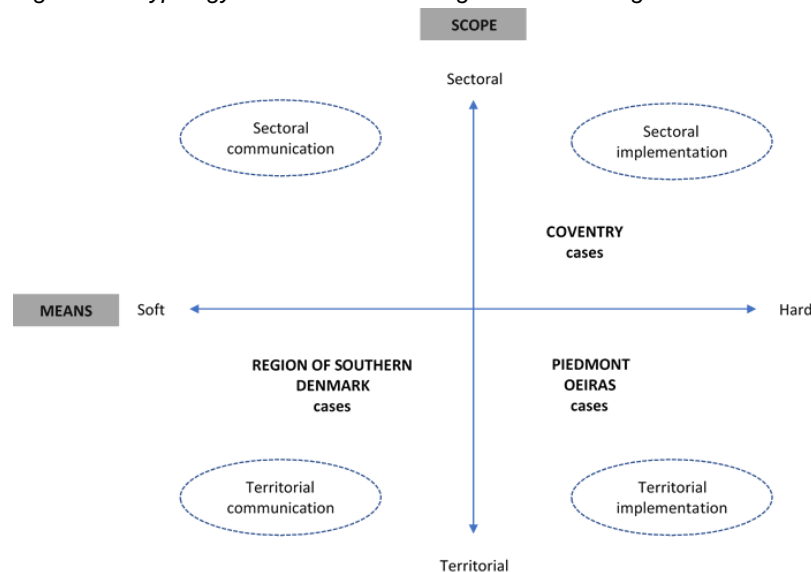 SCOPE
Sectoral
Sectoral
communication
Sectoral
implementation
COVENTRY
cases
MEANS
Soft
Hard
REGION OF SOUTHERN
DENMARK
cases
PIEDMONT
OEIRAS
cases
Territorial
communication
Territorial
implementation
Territorial